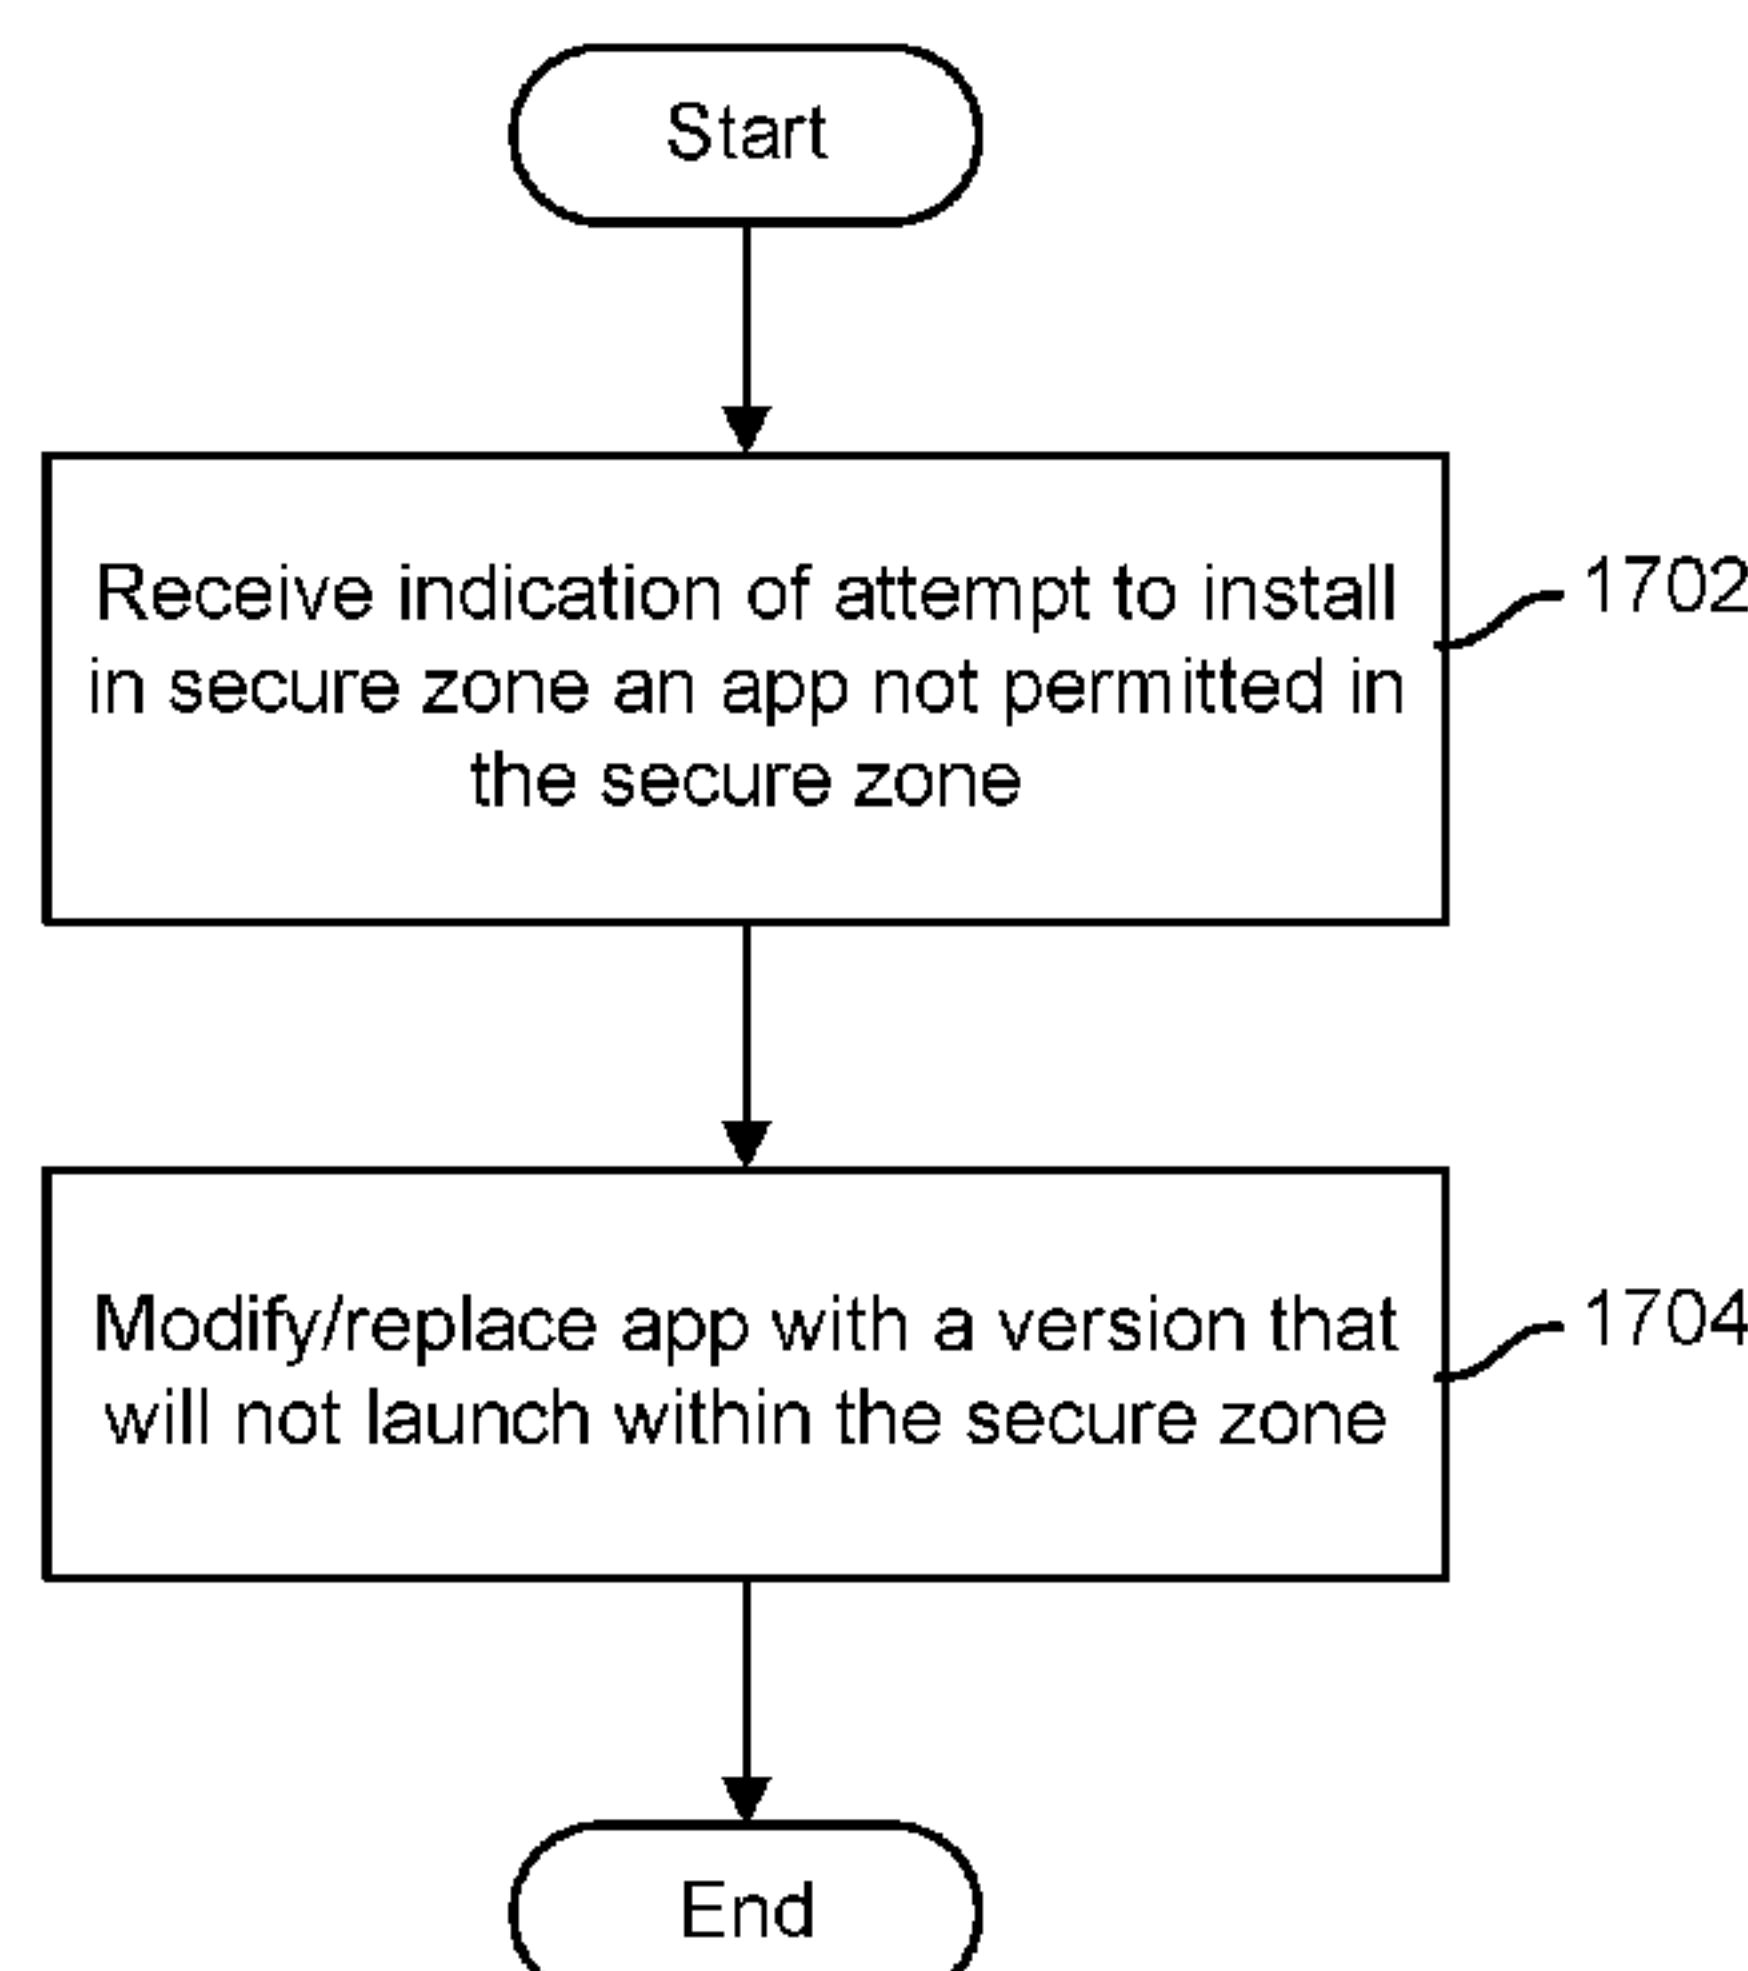 Start
Receive indication of attempt to install
in secure zone an app not permitted in
the secure zone
1702
Modify/replace app with a version that
will not launch within the secure zone
1704
End